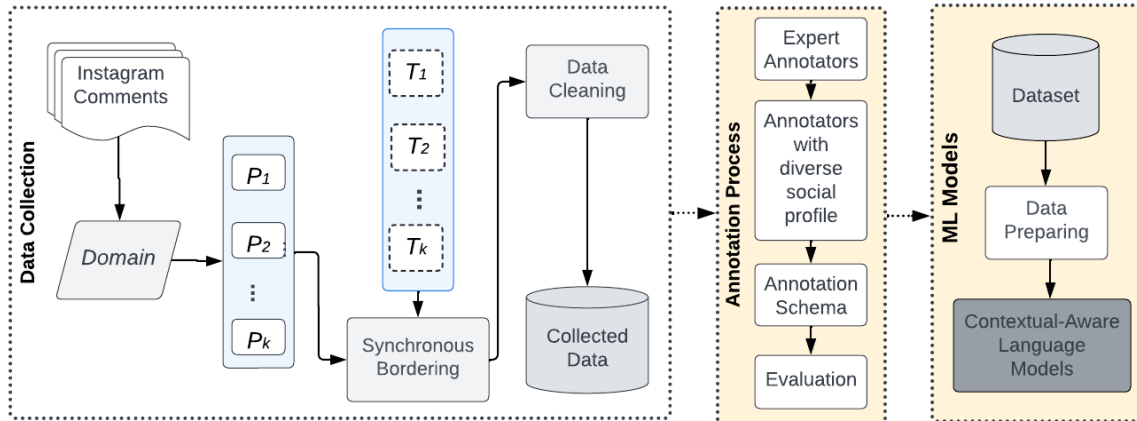 Data Collection
Instagram
Comments
Domain
P1
P2
⋮
Pk
T1
T2
⋮
Tk
Synchronous
Bordering
Data
Cleaning
Collected
Data
Annotation Process
Expert
Annotators
Annotators
with
diverse
social
profile
Annotation
Schema
Evaluation
ML Models
Dataset
Data
Preparing
Contextual-Aware
Language
Models